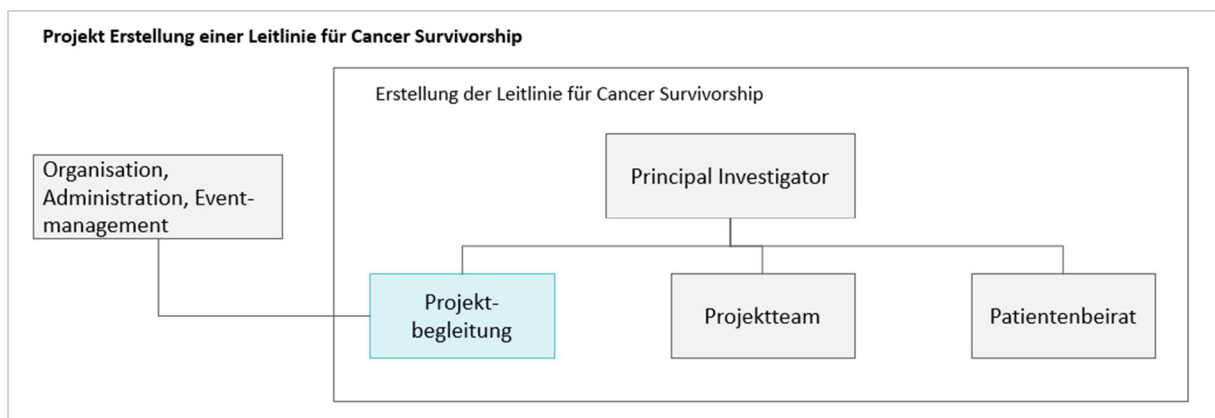 Projekt Erstellung einer Leitlinie für Cancer Survivorship
Erstellung der Leitlinie für Cancer Survivorship
Organisation,
Administration, Event-
management
Principal Investigator
Projekt-
begleitung
Projektteam
Patientenbeirat